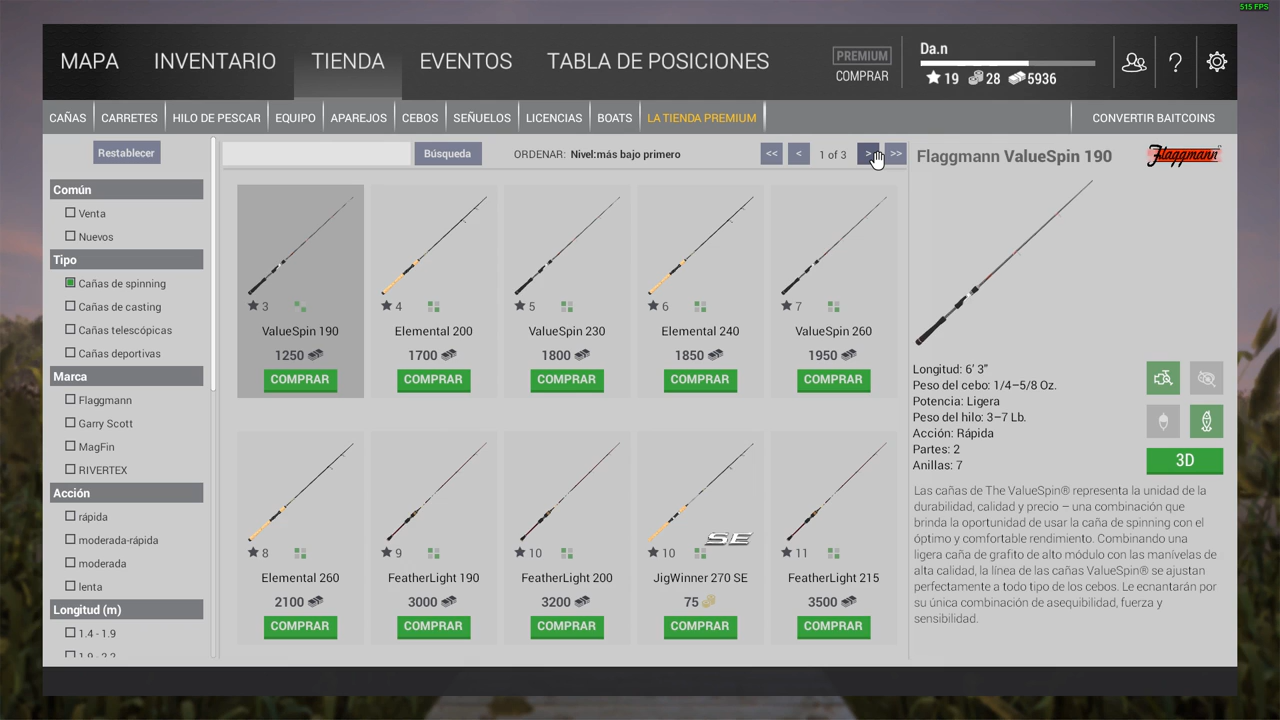 515 FPS
MAPA
INVENTARIO
TIENDA
EVENTOS
TABLA DE POSICIONES
PREMIUM
COMPRAR
Da.n
19 28 5936
CAÑAS
CARRETES
HILO DE PESCAR
EQUIPO
APAREJOS
CEBOS
SEÑUELOS
LICENCIAS
BOATS
LA TIENDA PREMIUM
CONVERTIR BAITCOINS
Restablecer
Búsqueda
ORDENAR: Nivel:más bajo primero
<< < 1 of 3 > >>
Común
Venta
Nuevos
Tipo
Cañas de spinning
Cañas de casting
Cañas telescópicas
Cañas deportivas
Marca
Flaggmann
Garry Scott
MagFin
RIVERTEX
Acción
rápida
moderada-rápida
moderada
lenta
Longitud (m)
1.4 - 1.9
1.9 - 2.2
3
ValueSpin 190
1250
COMPRAR
4
Elemental 200
1700
COMPRAR
5
ValueSpin 230
1800
COMPRAR
6
Elemental 240
1850
COMPRAR
7
ValueSpin 260
1950
COMPRAR
8
Elemental 260
2100
COMPRAR
9
FeatherLight 190
3000
COMPRAR
10
FeatherLight 200
3200
COMPRAR
SE
10
JigWinner 270 SE
75
COMPRAR
11
FeatherLight 215
3500
COMPRAR
Flaggmann ValueSpin 190
Flaggmann
Longitud: 6' 3"
Peso del cebo: 1/4–5/8 Oz.
Potencia: Ligera
Peso del hilo: 3–7 Lb.
Acción: Rápida
Partes: 2
Anillas: 7
3D
Las cañas de The ValueSpin® representa la unidad de la
durabilidad, calidad y precio – una combinación que
brinda la oportunidad de usar la caña de spinning con el
óptimo y comfortable rendimiento. Combinando una
ligera caña de grafito de alto módulo con las manívelas de
alta calidad, la línea de las cañas ValueSpin® se ajustan
perfectamente a todo tipo de los cebos. Le ecnantarán por
su única combinación de asequibilidad, fuerza y
sensibilidad.